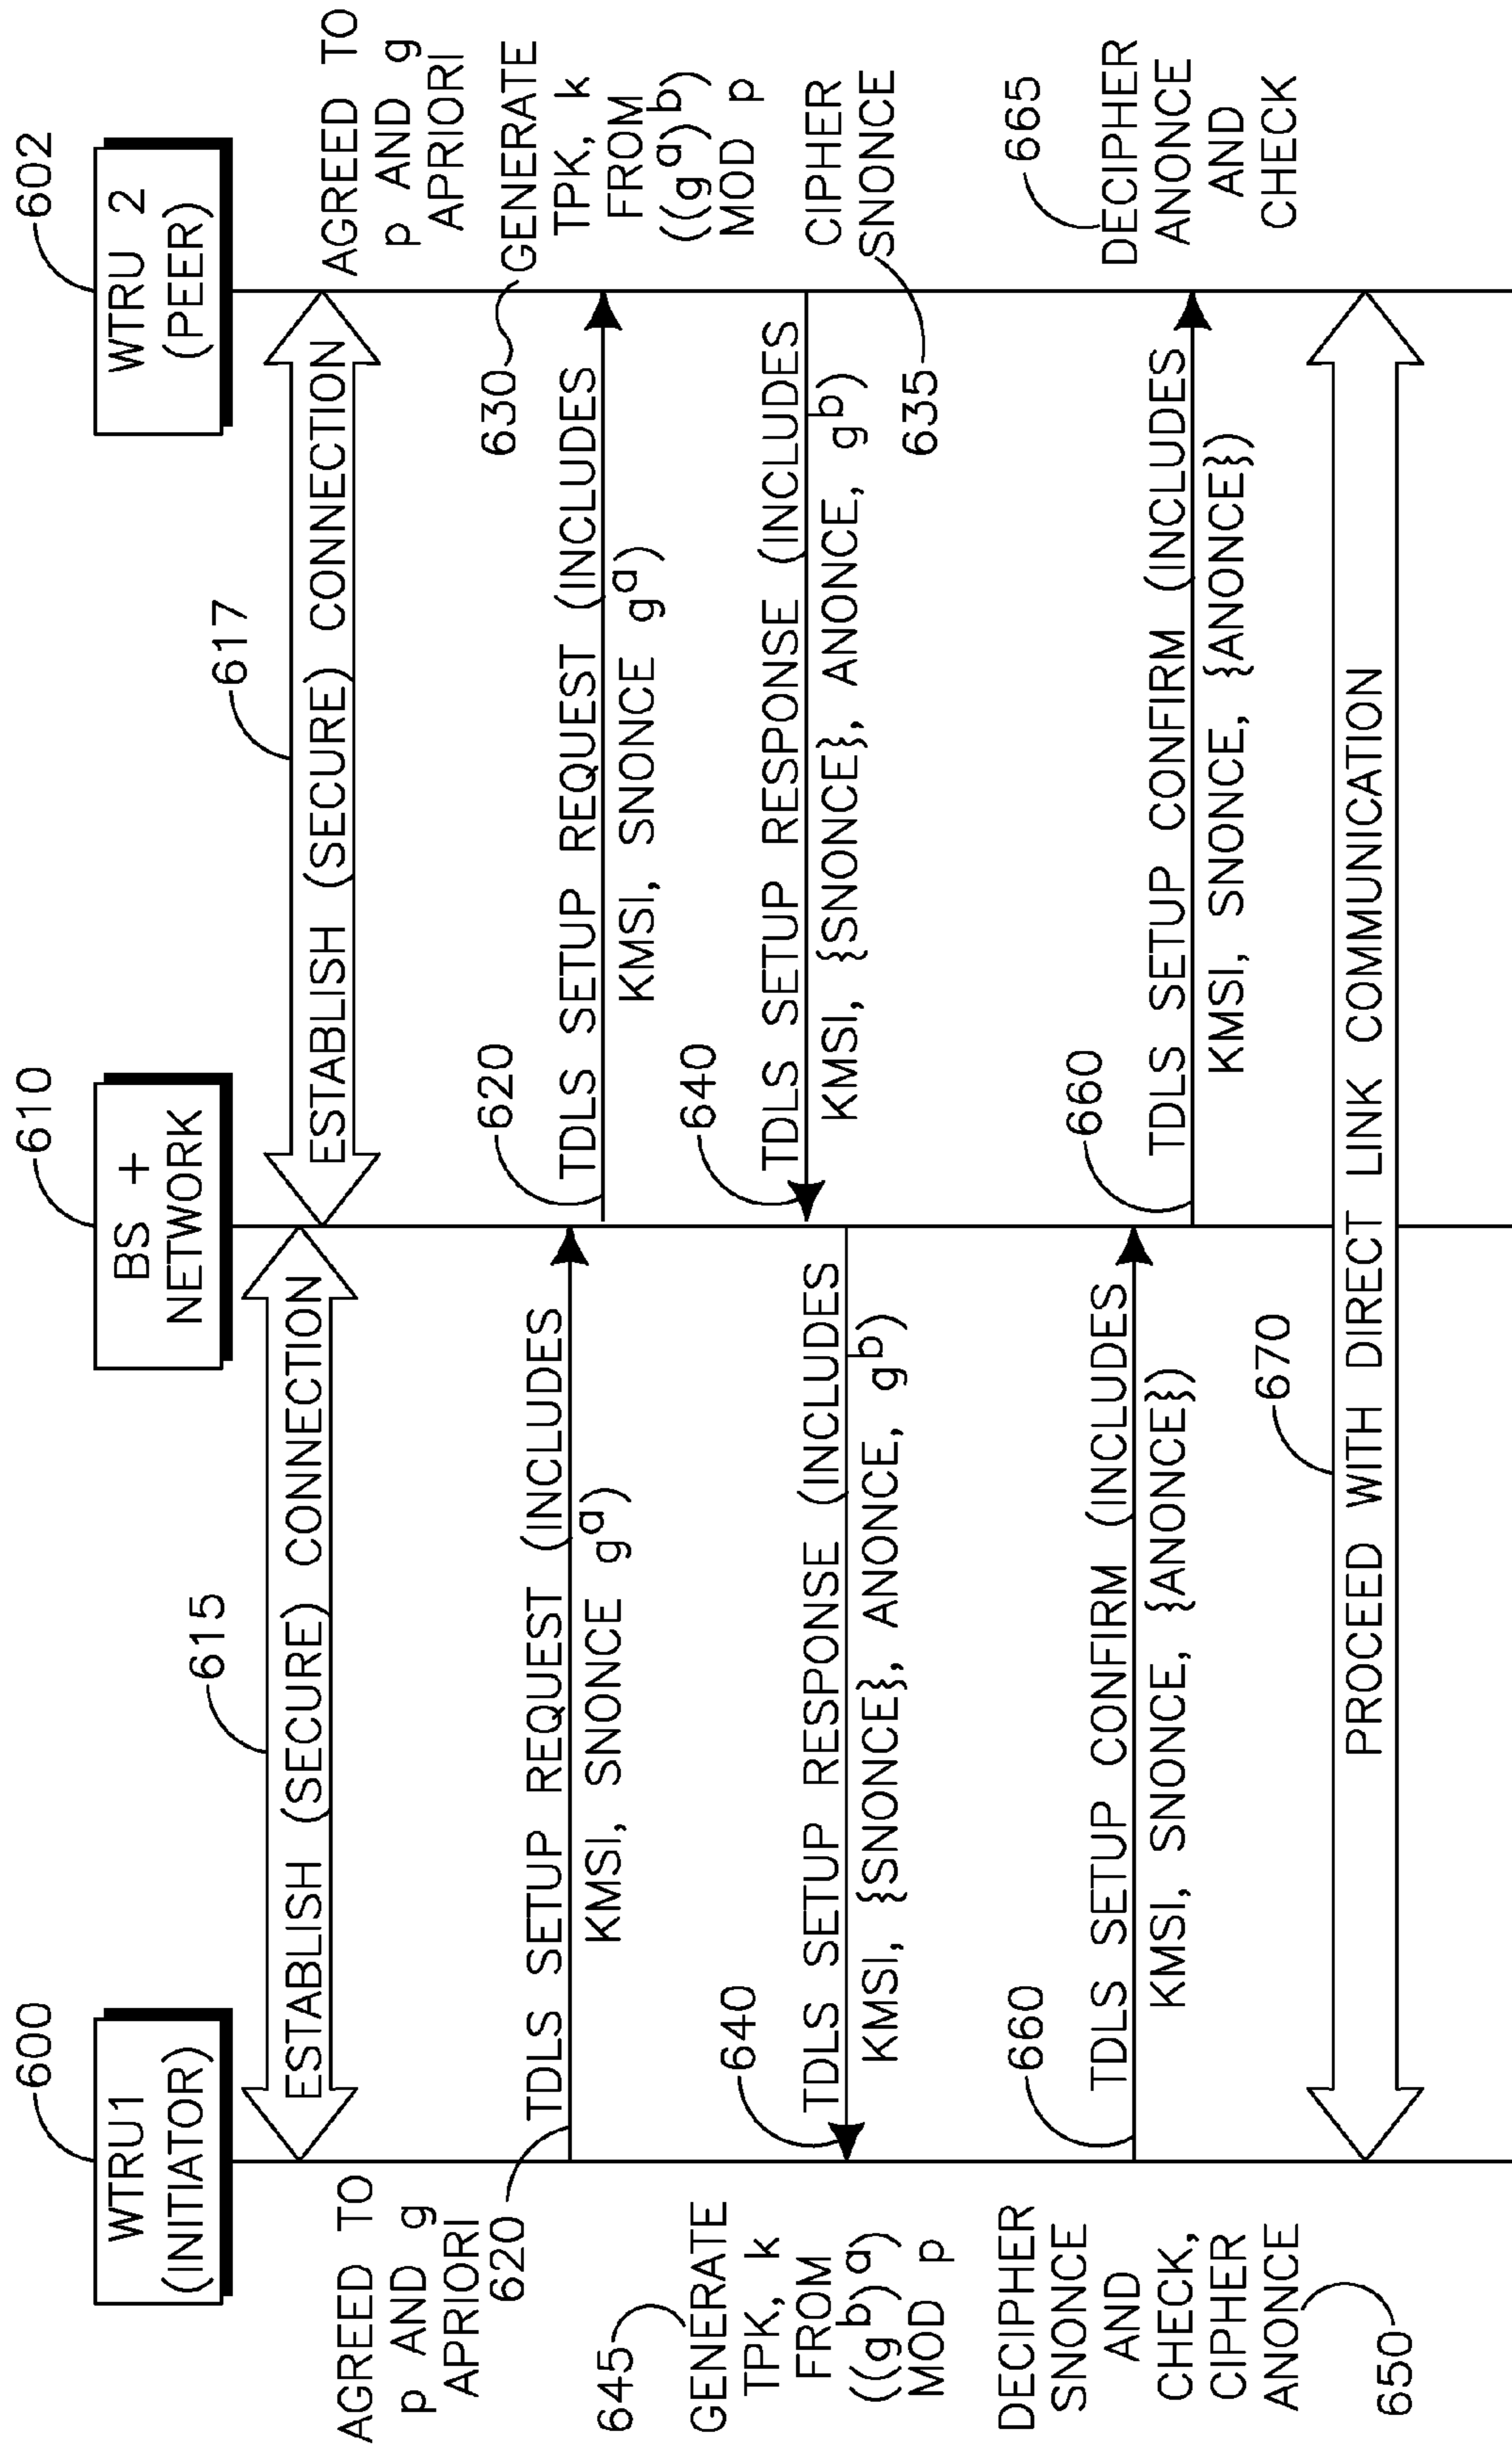 600
WTRU1
(INITIATOR)
610
BS +
NETWORK
602
WTRU 2
(PEER)
615
ESTABLISH (SECURE) CONNECTION
617
ESTABLISH (SECURE) CONNECTION
AGREED TO
p AND g
APRIORI
AGREED TO
p AND g
APRIORI
620
TDLS SETUP REQUEST (INCLUDES
KMSI, SNONCE g^a)
620
TDLS SETUP REQUEST (INCLUDES
KMSI, SNONCE g^a)
630
GENERATE
TPK, k
FROM
((g^a)^b)
MOD p
CIPHER
SNONCE
635
640
TDLS SETUP RESPONSE (INCLUDES
KMSI, {SNONCE}, ANONCE, g^b)
640
TDLS SETUP RESPONSE (INCLUDES
KMSI, {SNONCE}, ANONCE, g^b)
645
GENERATE
TPK, k
FROM
((g^b)^a)
MOD p
DECIPHER
SNONCE
AND
CHECK,
CIPHER
ANONCE
650
660
TDLS SETUP CONFIRM (INCLUDES
KMSI, SNONCE, {ANONCE})
660
TDLS SETUP CONFIRM (INCLUDES
KMSI, SNONCE, {ANONCE})
665
DECIPHER
ANONCE
AND
CHECK
670
PROCEED WITH DIRECT LINK COMMUNICATION